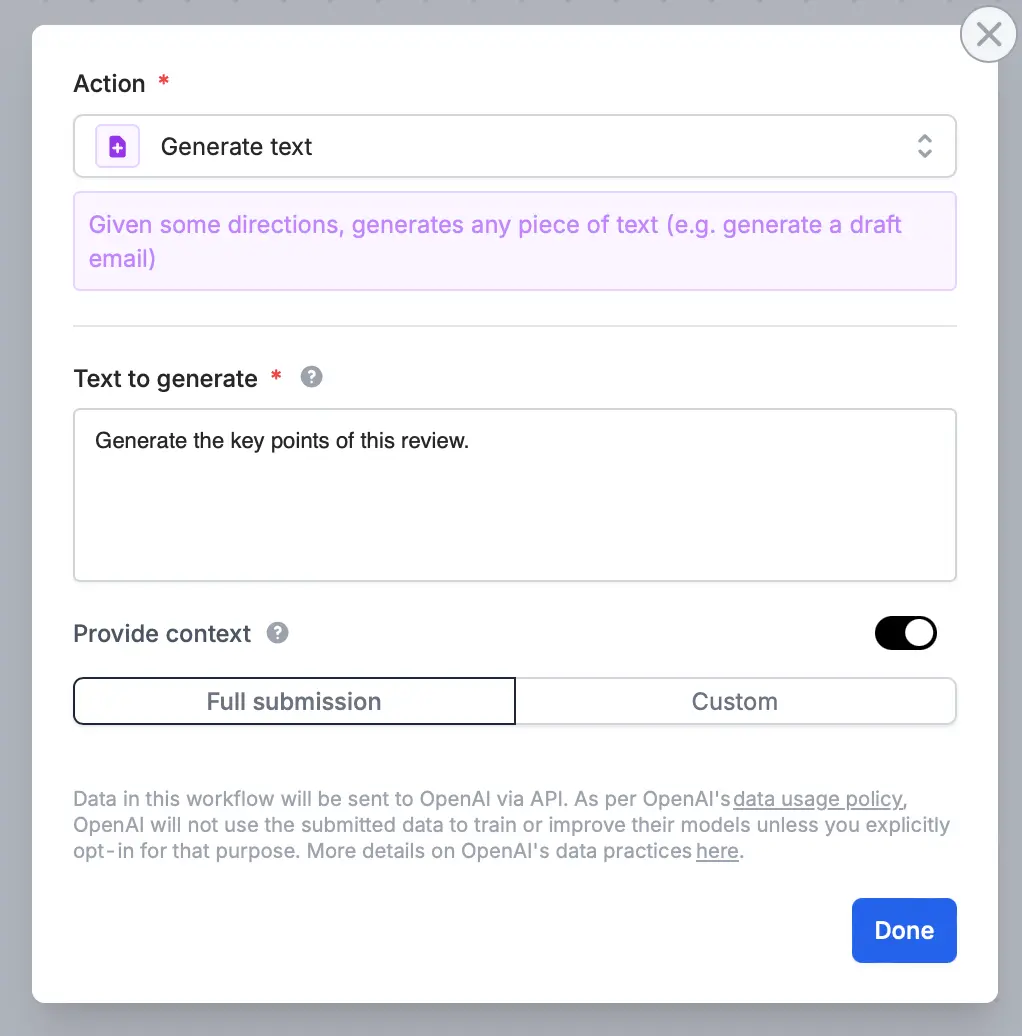 Action *
Generate text
Given some directions, generates any piece of text (e.g. generate a draft
email)
Text to generate * ?
Generate the key points of this review.
Provide context ?
Full submission
Custom
Data in this workflow will be sent to OpenAI via API. As per OpenAI's data usage policy,
OpenAI will not use the submitted data to train or improve their models unless you explicitly
opt-in for that purpose. More details on OpenAI's data practices here.
Done